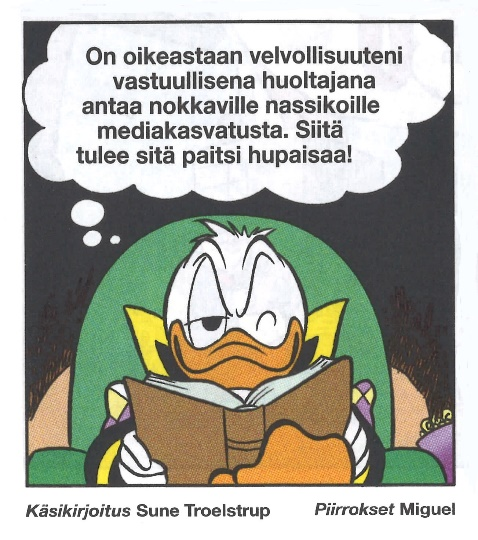 On oikeastaan velvollisuuteni
vastuullisena huoltajana
antaa nokkaville nassikoille
mediakasvatusta. Siitä
tulee sitä paitsi hupaisaa!
Käsikirjoitus Sune Troelstrup
Piirrokset Miguel